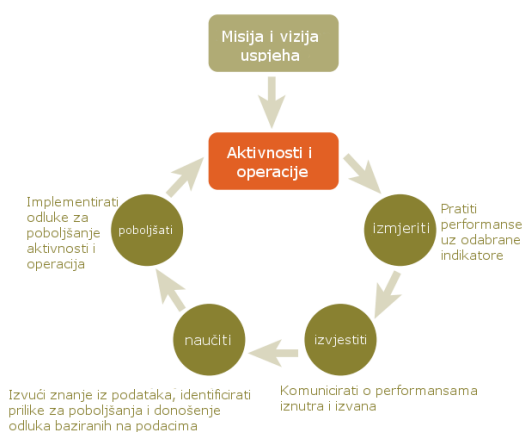 Misija i vizija
uspjeha
Aktivnosti i
operacije
izmjeriti
Pratiti
performanse
uz odabrane
indikatore
izvjestiti
Komunicirati o performansama
iznutra i izvana
naučiti
Izvući znanje iz podataka, identificirati
prilike za poboljšanja i donošenje
odluka baziranih na podacima
poboljšati
Implementirati
odluke za
poboljšanje
aktivnosti i
operacija